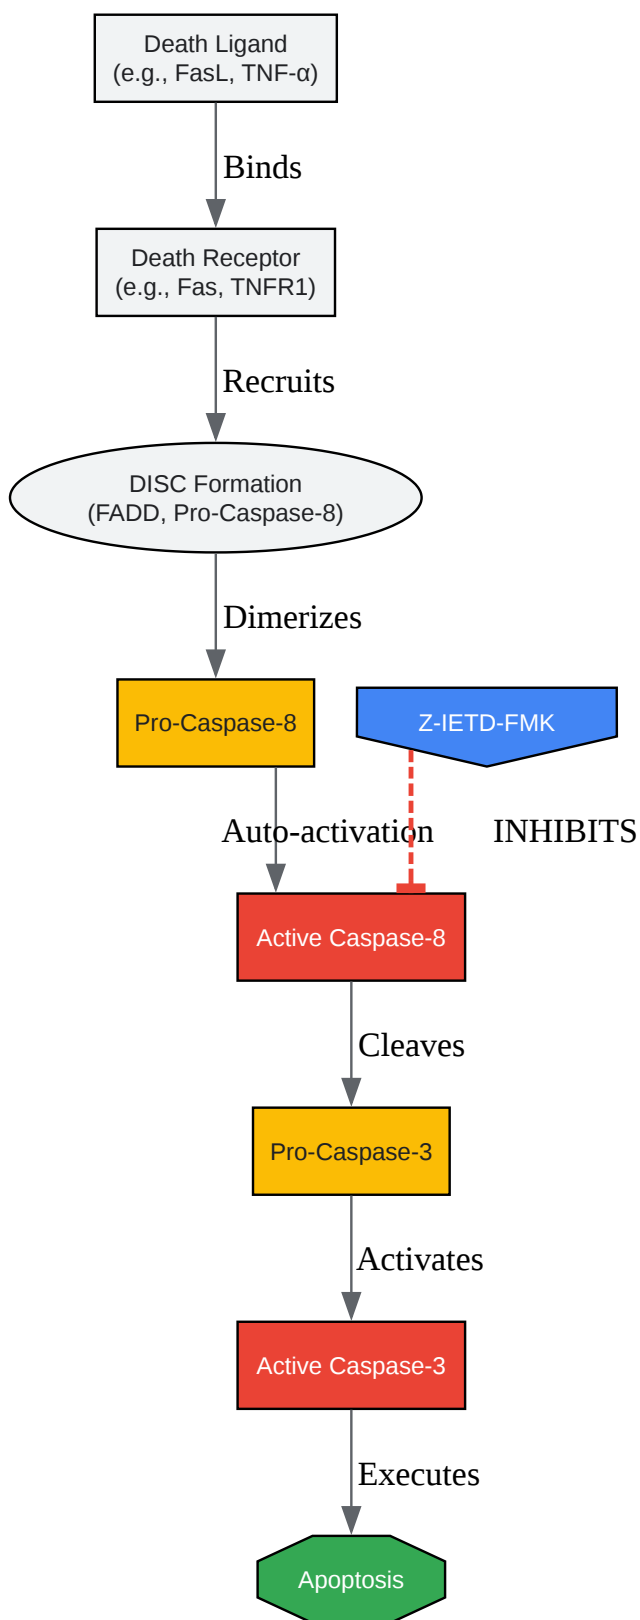 Death Ligand
(e.g., FasL, TNF-α)
Binds
Death Receptor
(e.g., Fas, TNFR1)
Recruits
DISC Formation
(FADD, Pro-Caspase-8)
Dimerizes
Pro-Caspase-8
Z-IETD-FMK
Auto-activation
INHIBITS
Active Caspase-8
Cleaves
Pro-Caspase-3
Activates
Active Caspase-3
Executes
Apoptosis